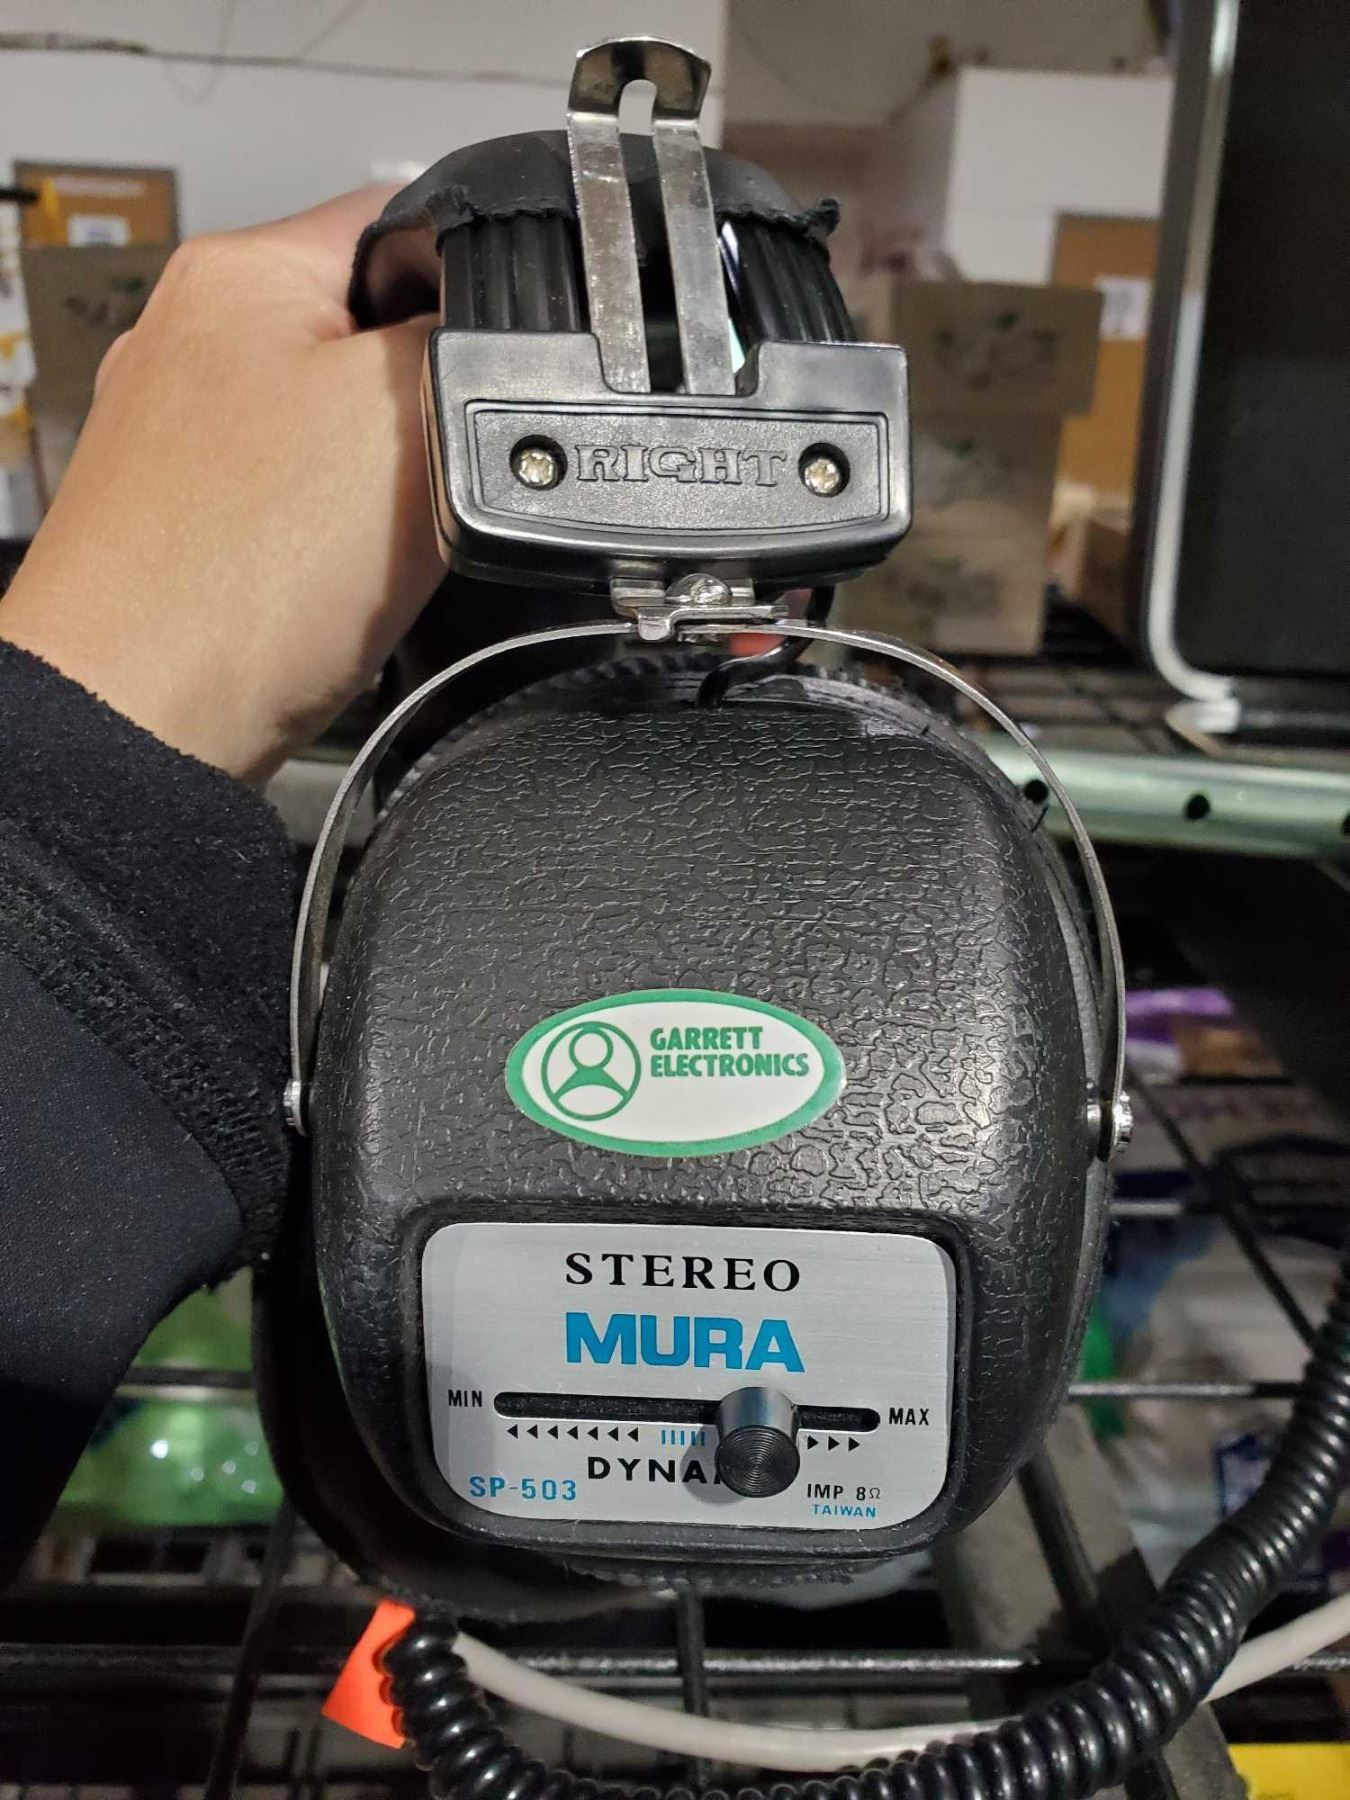 RIGHT
GARRETT
ELECTRONICS
STEREO
MURA
MIN MAX
SP-503 IMP 8Ω
TAIWAN